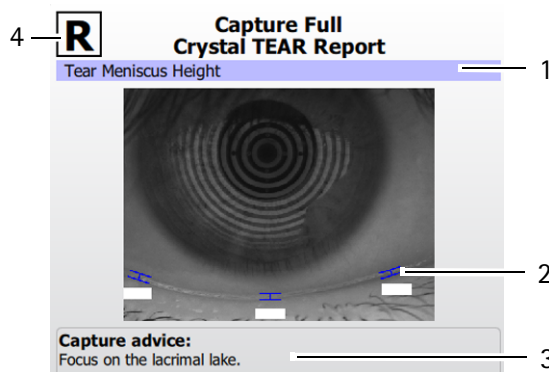 4
R
Capture Full
Crystal TEAR Report
Tear Meniscus Height
1
2
Capture advice:
Focus on the lacrimal lake.
3